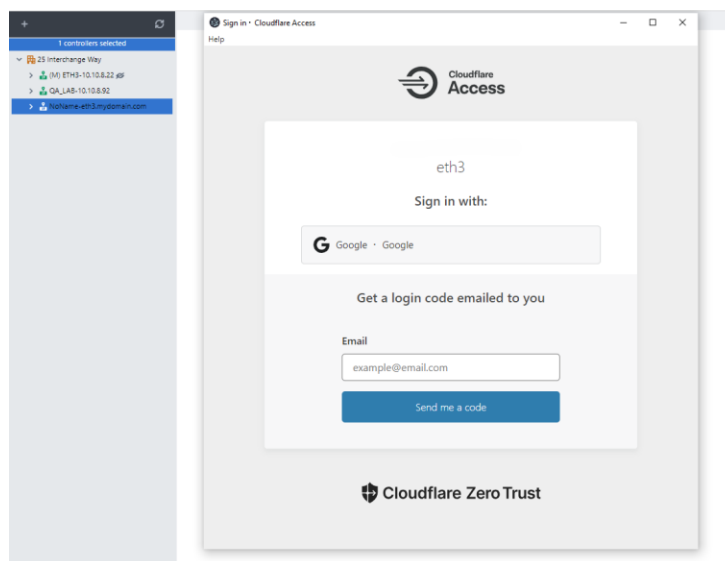 +
1 controllers selected
25 Interchange Way
(M) ETH3-10.10.8.22
QA_LAB-10.10.8.92
NoName-eth3.mydomain.com
Sign in · Cloudflare Access
Help
Cloudflare
Access
eth3
Sign in with:
Google · Google
Get a login code emailed to you
Email
example@email.com
Send me a code
Cloudflare Zero Trust